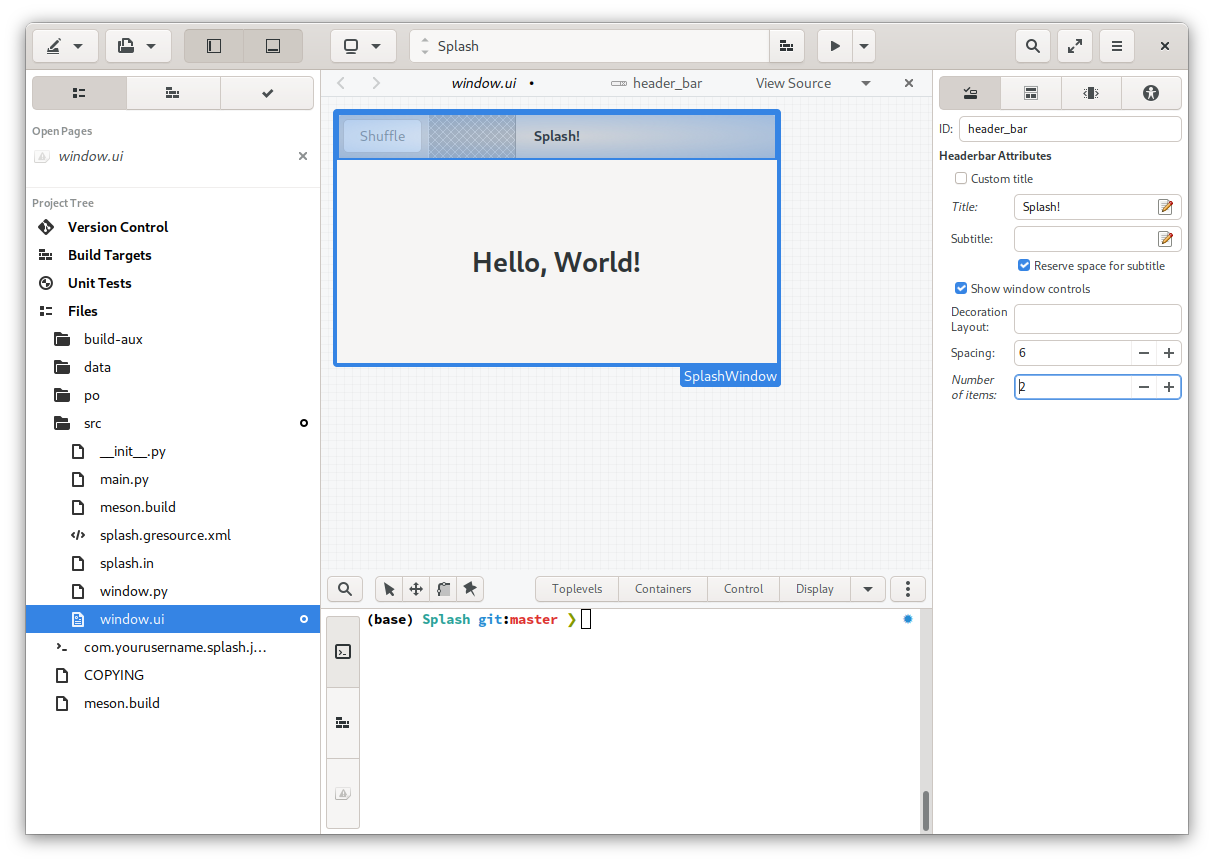 Splash
Open Pages
window.ui
Project Tree
Version Control
Build Targets
Unit Tests
Files
build-aux
data
po
src
__init__.py
main.py
meson.build
splash.gresource.xml
splash.in
window.py
window.ui
com.yourusername.splash.j…
COPYING
meson.build
window.ui •
header_bar
View Source
Shuffle
Splash!
Hello, World!
SplashWindow
Toplevels
Containers
Control
Display
(base) Splash git:master ❯
ID: header_bar
Headerbar Attributes
Custom title
Title: Splash!
Subtitle:
Reserve space for subtitle
Show window controls
Decoration
Layout:
Spacing: 6
Number
of items: 2